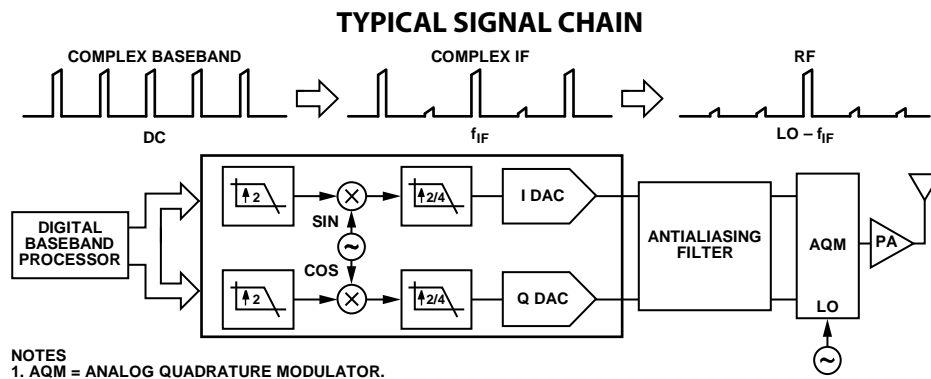 TYPICAL SIGNAL CHAIN
COMPLEX BASEBAND
COMPLEX IF
RF
DC
fIF
LO – fIF
2
2/4
I DAC
SIN
DIGITAL
BASEBAND
PROCESSOR
~
ANTIALIASING
FILTER
AQM
PA
COS
2
2/4
Q DAC
LO
~
NOTES
1. AQM = ANALOG QUADRATURE MODULATOR.